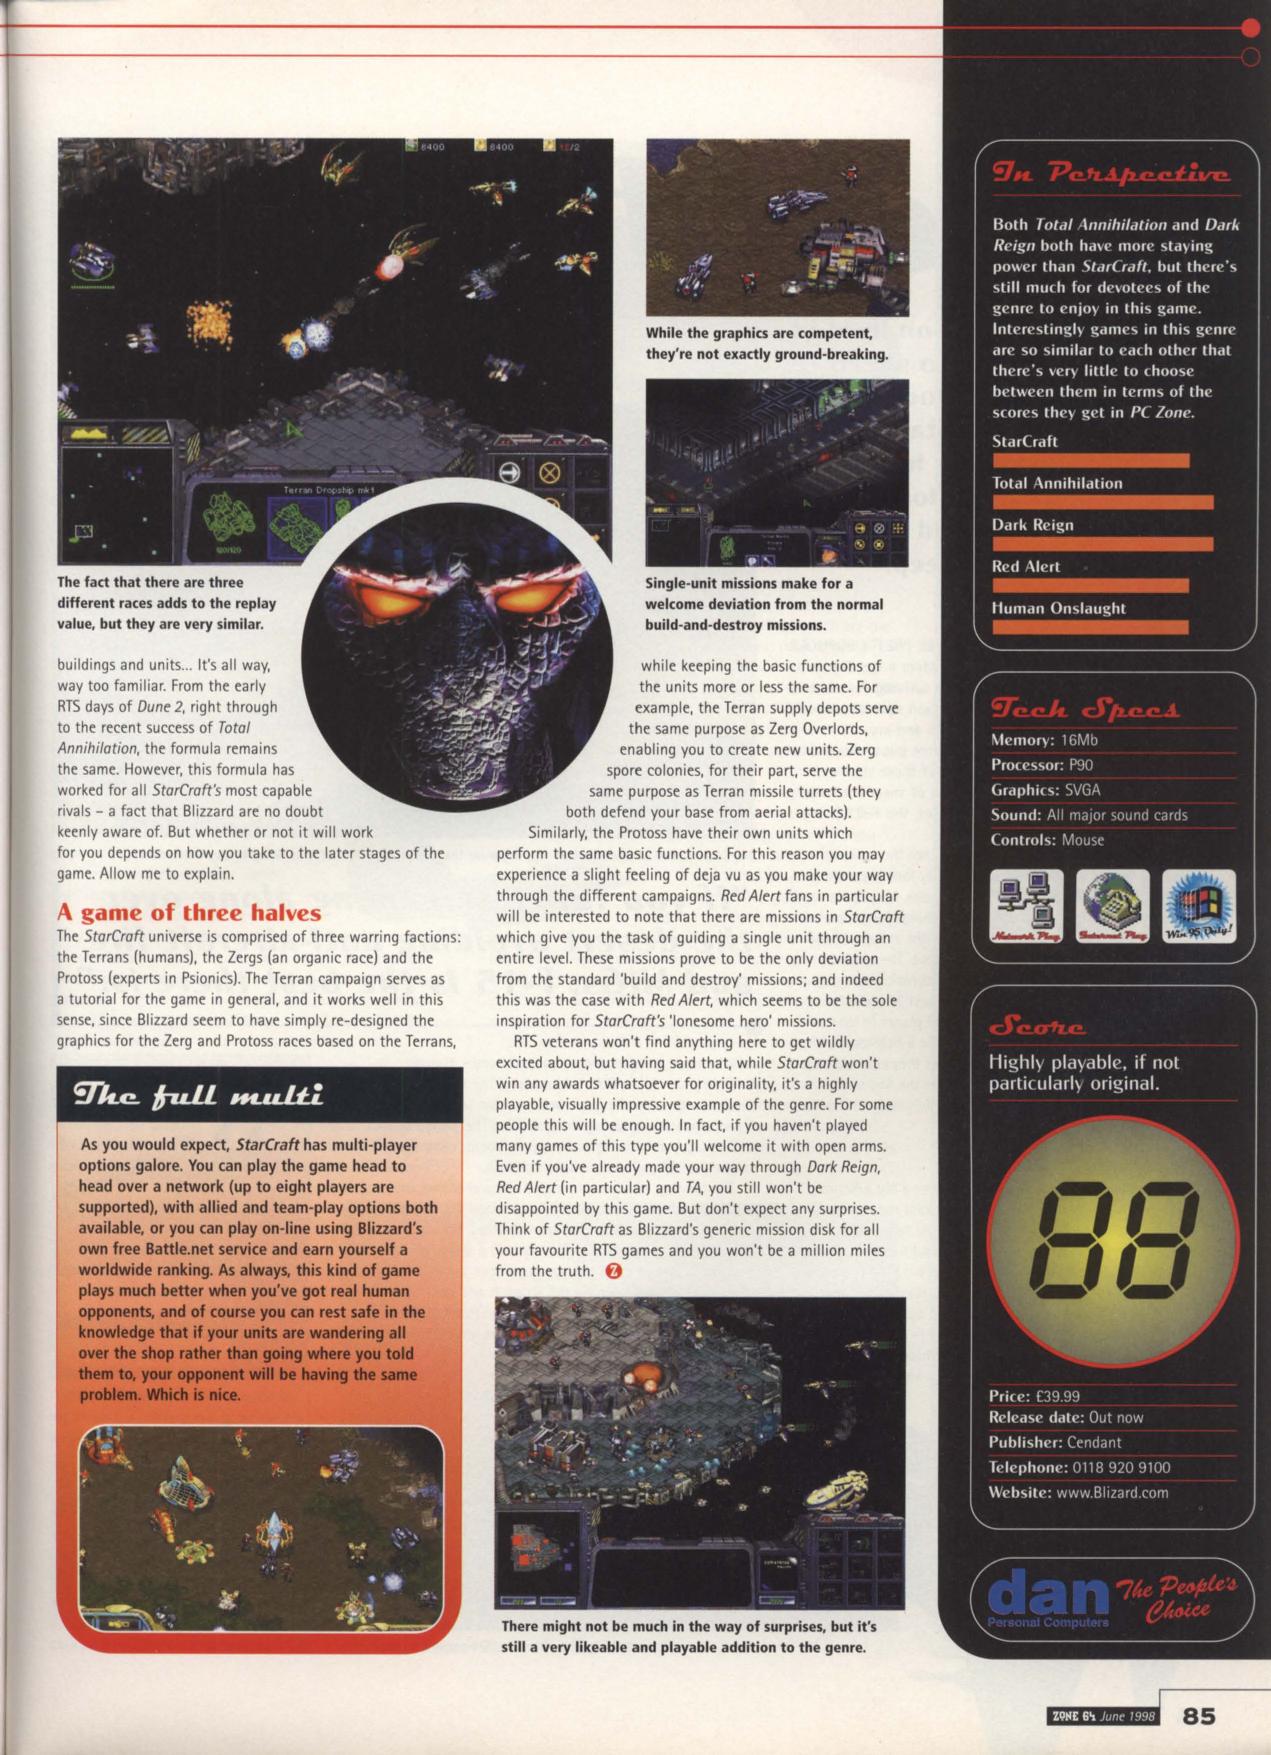 8400 8400 12/2
Terran Dropship mk1
The fact that there are three
different races adds to the replay
value, but they are very similar.
While the graphics are competent,
they're not exactly ground-breaking.
Single-unit missions make for a
welcome deviation from the normal
build-and-destroy missions.
buildings and units... It's all way,
way too familiar. From the early
RTS days of Dune 2, right through
to the recent success of Total
Annihilation, the formula remains
the same. However, this formula has
worked for all StarCraft's most capable
rivals – a fact that Blizzard are no doubt
keenly aware of. But whether or not it will work
for you depends on how you take to the later stages of the
game. Allow me to explain.
A game of three halves
The StarCraft universe is comprised of three warring factions:
the Terrans (humans), the Zergs (an organic race) and the
Protoss (experts in Psionics). The Terran campaign serves as
a tutorial for the game in general, and it works well in this
sense, since Blizzard seem to have simply re-designed the
graphics for the Zerg and Protoss races based on the Terrans,
The full multi
As you would expect, StarCraft has multi-player
options galore. You can play the game head to
head over a network (up to eight players are
supported), with allied and team-play options both
available, or you can play on-line using Blizzard's
own free Battle.net service and earn yourself a
worldwide ranking. As always, this kind of game
plays much better when you've got real human
opponents, and of course you can rest safe in the
knowledge that if your units are wandering all
over the shop rather than going where you told
them to, your opponent will be having the same
problem. Which is nice.
while keeping the basic functions of
the units more or less the same. For
example, the Terran supply depots serve
the same purpose as Zerg Overlords,
enabling you to create new units. Zerg
spore colonies, for their part, serve the
same purpose as Terran missile turrets (they
both defend your base from aerial attacks).
Similarly, the Protoss have their own units which
perform the same basic functions. For this reason you may
experience a slight feeling of deja vu as you make your way
through the different campaigns. Red Alert fans in particular
will be interested to note that there are missions in StarCraft
which give you the task of guiding a single unit through an
entire level. These missions prove to be the only deviation
from the standard 'build and destroy' missions; and indeed
this was the case with Red Alert, which seems to be the sole
inspiration for StarCraft's 'lonesome hero' missions.
RTS veterans won't find anything here to get wildly
excited about, but having said that, while StarCraft won't
win any awards whatsoever for originality, it's a highly
playable, visually impressive example of the genre. For some
people this will be enough. In fact, if you haven't played
many games of this type you'll welcome it with open arms.
Even if you've already made your way through Dark Reign,
Red Alert (in particular) and TA, you still won't be
disappointed by this game. But don't expect any surprises.
Think of StarCraft as Blizzard's generic mission disk for all
your favourite RTS games and you won't be a million miles
from the truth. Z
There might not be much in the way of surprises, but it's
still a very likeable and playable addition to the genre.
In Perspective
Both Total Annihilation and Dark
Reign both have more staying
power than StarCraft, but there's
still much for devotees of the
genre to enjoy in this game.
Interestingly games in this genre
are so similar to each other that
there's very little to choose
between them in terms of the
scores they get in PC Zone.
StarCraft
Total Annihilation
Dark Reign
Red Alert
Human Onslaught
Tech Specs
Memory: 16Mb
Processor: P90
Graphics: SVGA
Sound: All major sound cards
Controls: Mouse
Network Play Internet Play Win 95 Only!
Score
Highly playable, if not
particularly original.
88
Price: £39.99
Release date: Out now
Publisher: Cendant
Telephone: 0118 920 9100
Website: www.Blizard.com
dan The People's
Personal Computers Choice
ZONE 64 June 1998 85